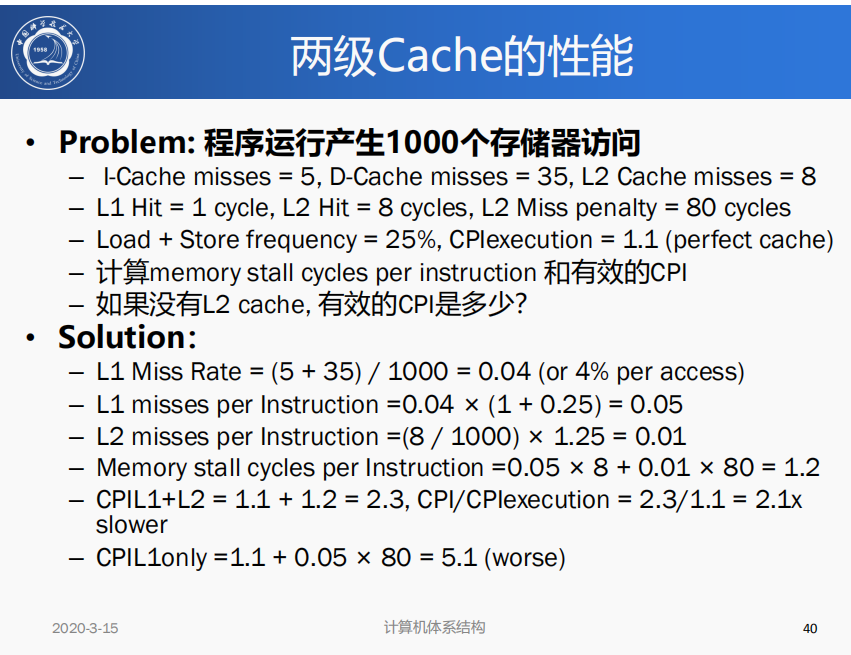 1958
两级Cache的性能
• Problem: 程序运行产生1000个存储器访问
– I-Cache misses = 5, D-Cache misses = 35, L2 Cache misses = 8
– L1 Hit = 1 cycle, L2 Hit = 8 cycles, L2 Miss penalty = 80 cycles
– Load + Store frequency = 25%, CPIexecution = 1.1 (perfect cache)
– 计算memory stall cycles per instruction 和有效的CPI
– 如果没有L2 cache, 有效的CPI是多少?
• Solution:
– L1 Miss Rate = (5 + 35) / 1000 = 0.04 (or 4% per access)
– L1 misses per Instruction =0.04 × (1 + 0.25) = 0.05
– L2 misses per Instruction =(8 / 1000) × 1.25 = 0.01
– Memory stall cycles per Instruction =0.05 × 8 + 0.01 × 80 = 1.2
– CPIL1+L2 = 1.1 + 1.2 = 2.3, CPI/CPIexecution = 2.3/1.1 = 2.1x
slower
– CPIL1only =1.1 + 0.05 × 80 = 5.1 (worse)
2020-3-15
计算机体系结构
40